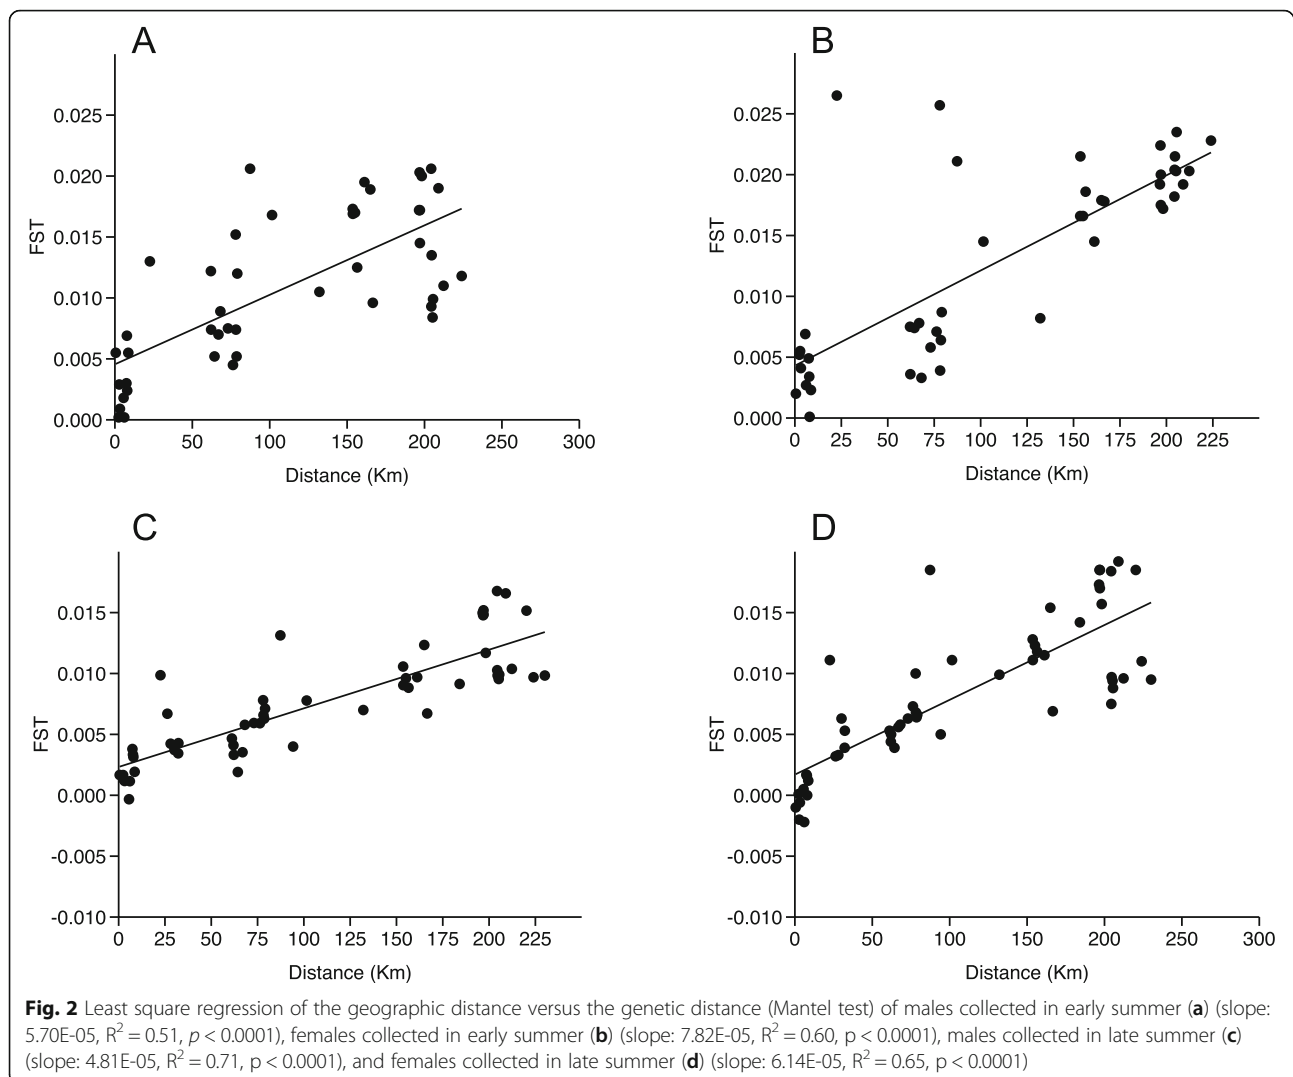 A
FST
0.025
0.020
0.015
0.010
0.005
0.000
0 50 100 150 200 250 300
Distance (Km)
B
FST
0.025
0.020
0.015
0.010
0.005
0.000
0 25 50 75 100 125 150 175 200 225
Distance (Km)
C
FST
0.015
0.010
0.005
0.000
-0.005
-0.010
0 25 50 75 100 125 150 175 200 225
Distance (Km)
D
FST
0.015
0.010
0.005
0.000
-0.005
-0.010
0 50 100 150 200 250 300
Distance (Km)
Fig. 2 Least square regression of the geographic distance versus the genetic distance (Mantel test) of males collected in early summer (a) (slope:
5.70E-05, R² = 0.51, p < 0.0001), females collected in early summer (b) (slope: 7.82E-05, R² = 0.60, p < 0.0001), males collected in late summer (c)
(slope: 4.81E-05, R² = 0.71, p < 0.0001), and females collected in late summer (d) (slope: 6.14E-05, R² = 0.65, p < 0.0001)